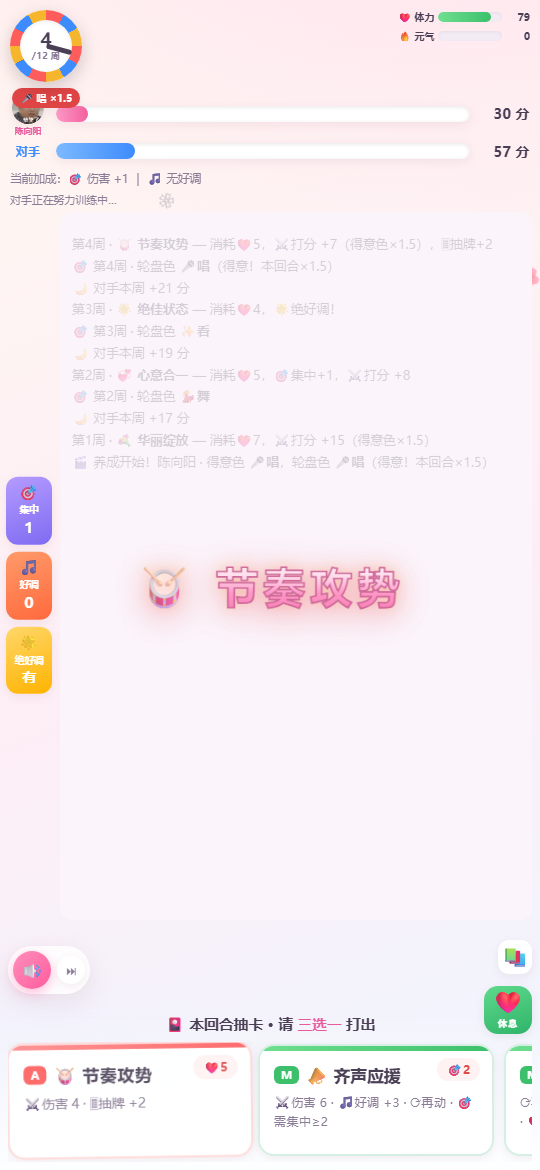 4
/12 周
体力 79
元气 0
唱 ×1.5
陈向阳
30 分
对手
57 分
当前加成: 伤害 +1 | 无好调
对手正在努力训练中...
第4周 · 节奏攻势 — 消耗 5, 打分 +7 (得意色×1.5) , 抽牌+2
第4周 · 轮盘色 唱 (得意! 本回合×1.5)
对手本周 +21 分
第3周 · 绝佳状态 — 消耗 4, 绝好调!
第3周 · 轮盘色 香
对手本周 +19 分
第2周 · 心意合一 — 消耗 5, 集中+1, 打分 +8
第2周 · 轮盘色 舞
对手本周 +17 分
第1周 · 华丽绽放 — 消耗 7, 打分 +15 (得意色×1.5)
养成开始! 陈向阳 · 得意色 唱, 轮盘色 唱 (得意! 本回合×1.5)
集中
1
好调
0
绝好调
有
节奏攻势
休息
本回合抽卡 • 请 三选一 打出
A 节奏攻势 5
伤害 4 · 抽牌 +2
M 齐声应援 2
伤害 6 · 好调 +3 · 再动 ·
需集中≥2